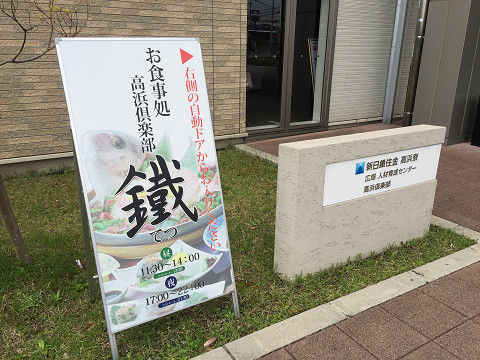 ▶右側の自動ドアからお入りください。
お食事処
高浜倶楽部
鐵
てつ
昼
11:30～14:00
夜
17:00～22:00
新日鐵住金 高浜寮
広畑 人材育成センター
高浜倶楽部